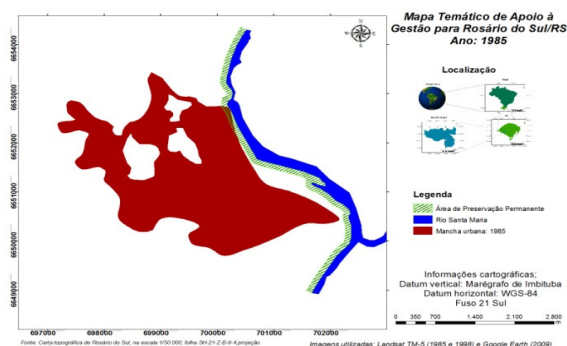 Mapa Temático de Apoio à
Gestão para Rosário do Sul/RS
Ano: 1985
Localização
Legenda
Área de Preservação Permanente
Rio Santa Maria
Mancha urbana: 1985
Informações cartográficas;
Datum vertical: Marégrafo de Imbituba
Datum horizontal: WGS-84
Fuso 21 Sul
0 350 700 1.400 2.100 2.800
6654000
6653000
6652000
6651000
6650000
6649000
697000 698000 699000 700000 701000 702000
Fonte: Carta topográfica de Rosário do Sul, na escala 1/50.000, folha SH-21-Z-B-II-4,projeção
Imagens utilizadas: Landsat TM-5 (1985 e 1998) e Google Earth (2009)